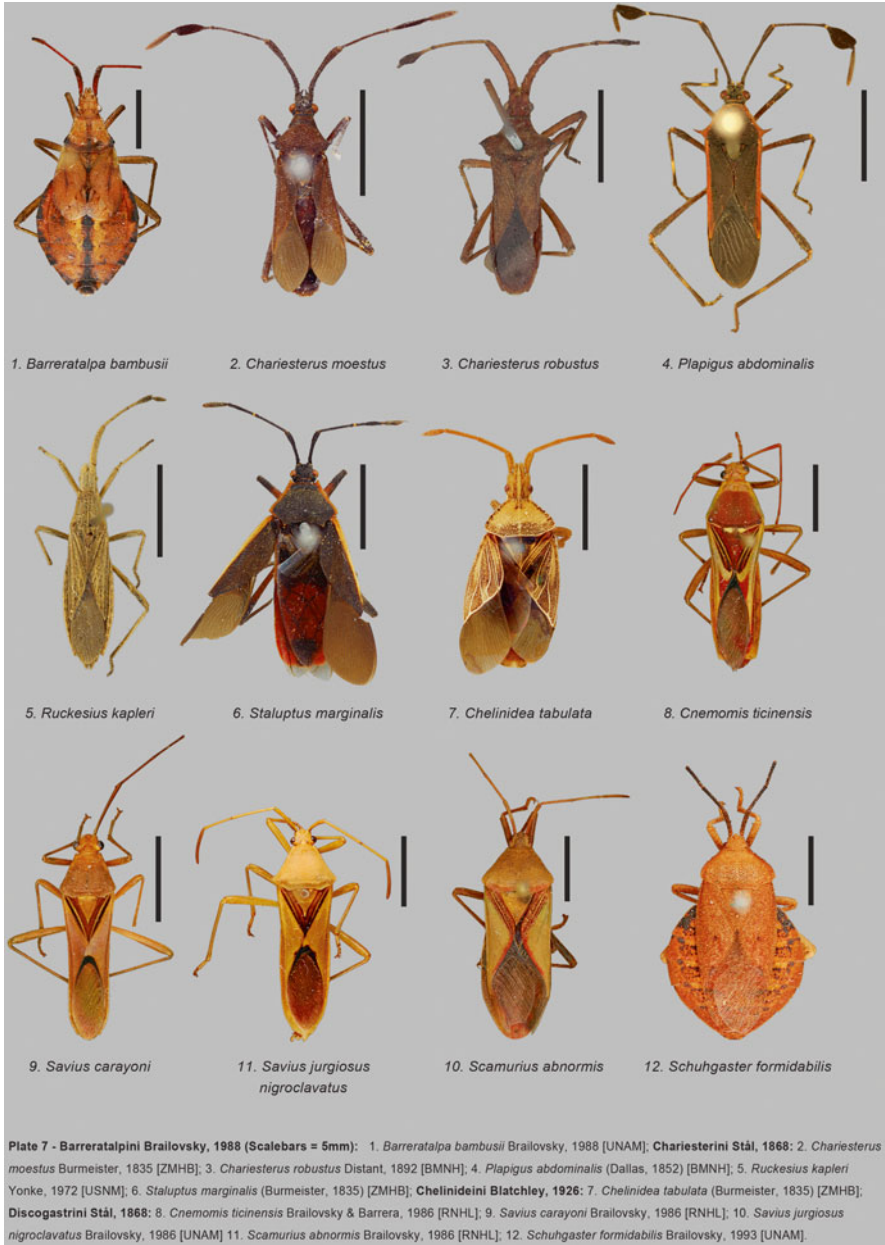 1. Barreratalpa bambusii
2. Chariesterus moestus
3. Chariesterus robustus
4. Plapigus abdominalis
5. Ruckesius kapleri
6. Staluptus marginalis
7. Chelinidea tabulata
8. Cnemomis ticinensis
9. Savius carayoni
11. Savius jurgiosus
nigroclavatus
10. Scamurius abnormis
12. Schuhgaster formidabilis
Plate 7 - Barreratalpini Brailovsky, 1988 (Scalebars = 5mm): 1. Barreratalpa bambusii Brailovsky, 1988 [UNAM]; Chariesterini Stål, 1868: 2. Chariesterus
moestus Burmeister, 1835 [ZMHB]; 3. Chariesterus robustus Distant, 1892 [BMNH]; 4. Plapigus abdominalis (Dallas, 1852) [BMNH]; 5. Ruckesius kapleri
Yonke, 1972 [USNM]; 6. Staluptus marginalis (Burmeister, 1835) [ZMHB]; Chelinideini Blatchley, 1926: 7. Chelinidea tabulata (Burmeister, 1835) [ZMHB];
Discogastrini Stål, 1868: 8. Cnemomis ticinensis Brailovsky & Barrera, 1986 [RNHL]; 9. Savius carayoni Brailovsky, 1986 [RNHL]; 10. Savius jurgiosus
nigroclavatus Brailovsky, 1986 [UNAM] 11. Scamurius abnormis Brailovsky, 1986 [RNHL]; 12. Schuhgaster formidabilis Brailovsky, 1993 [UNAM].